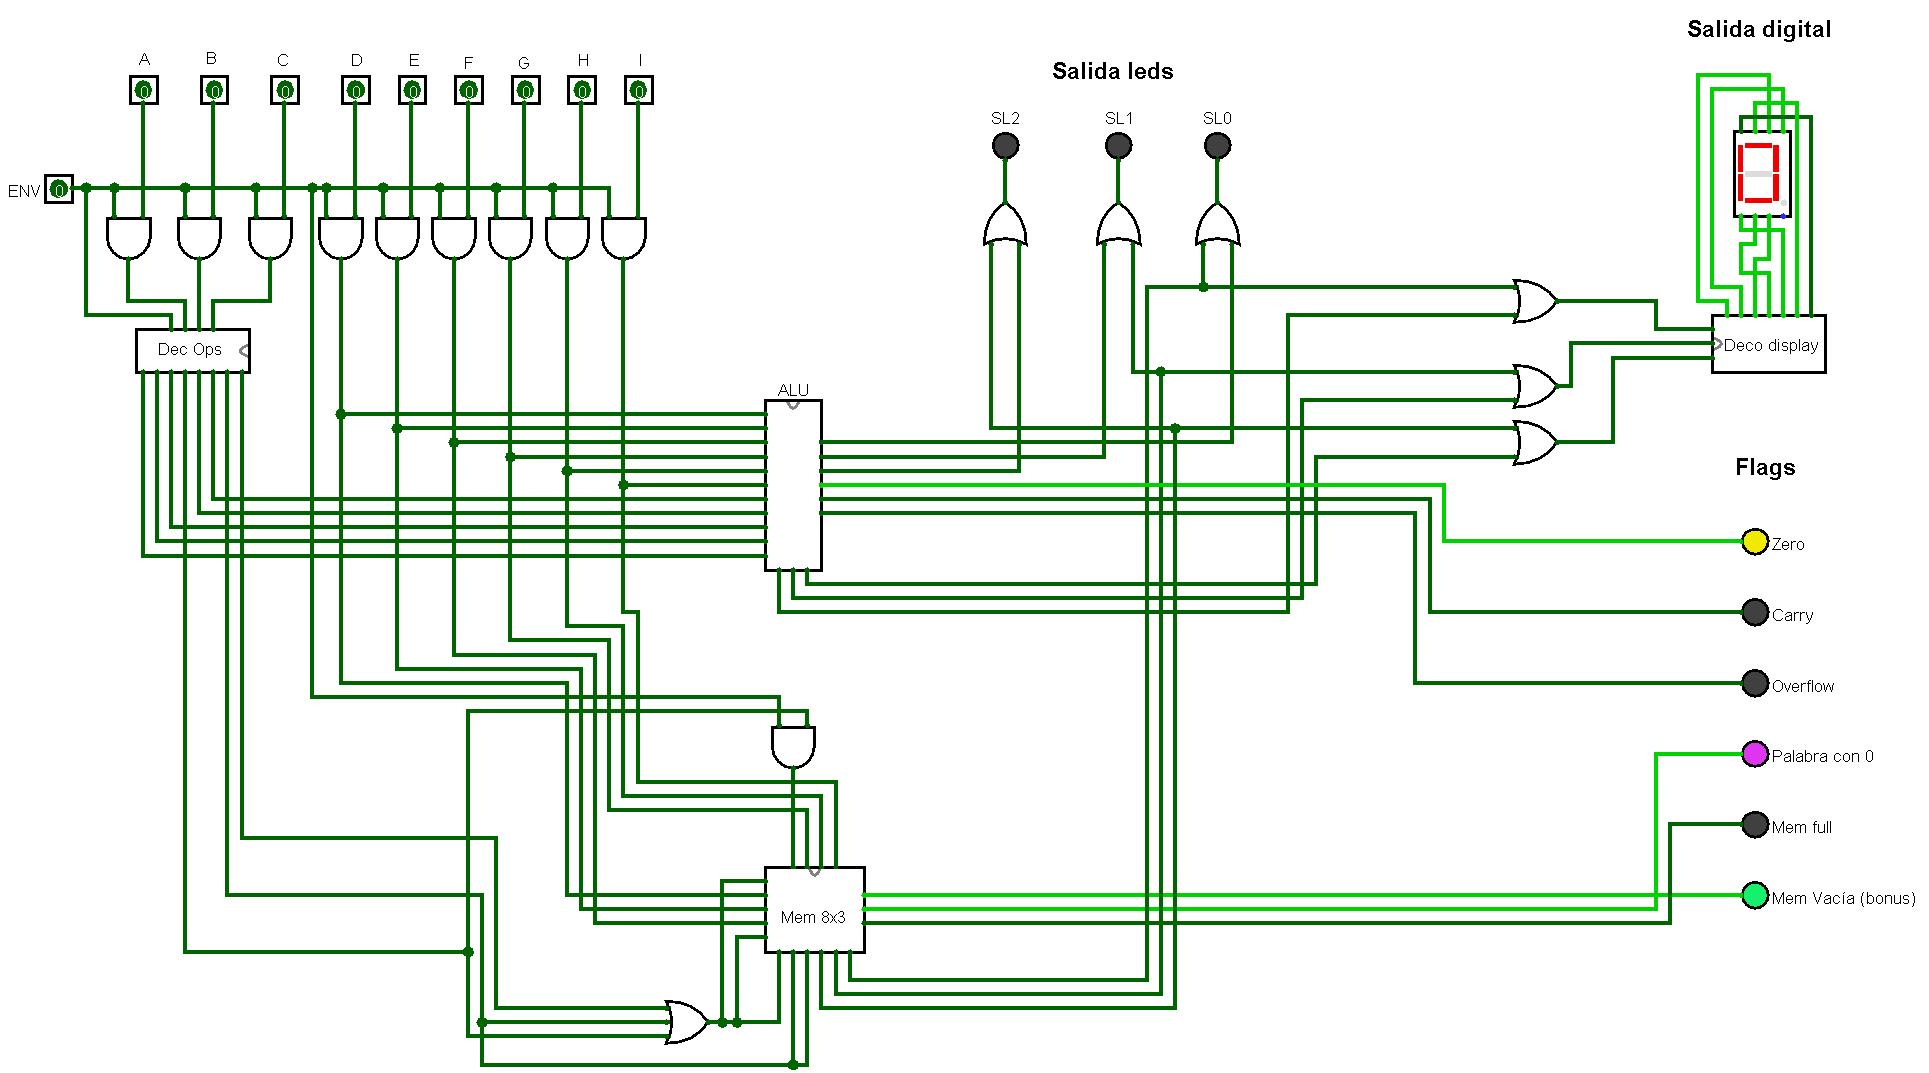 Salida digital
A B C D E F G H I
0 0 0 0 0 0 0 0 0
Salida leds
SL2 SL1 SL0
ENV 0
Dec Ops
Deco display
ALU
Flags
Zero
Carry
Overflow
Palabra con 0
Mem full
Mem Vacía (bonus)
Mem 8x3